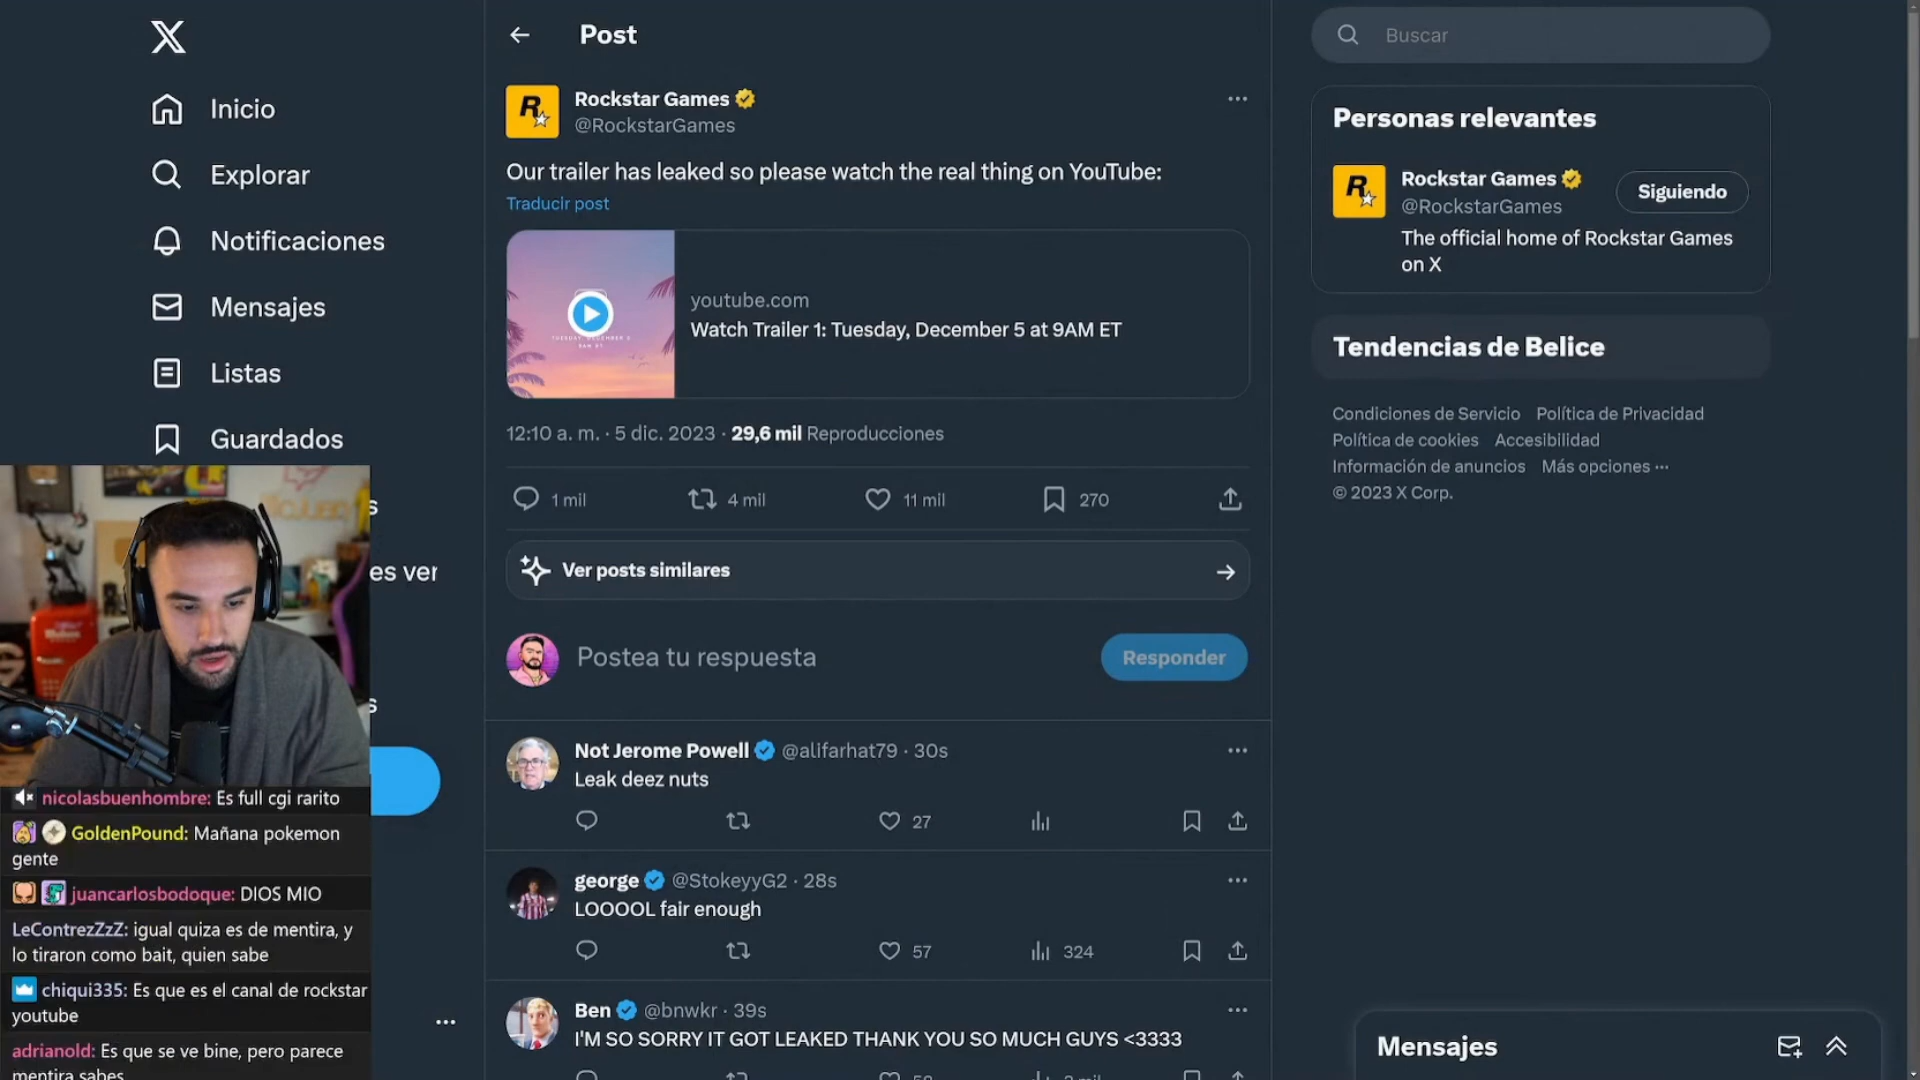 Inicio
Explorar
Notificaciones
Mensajes
Listas
Guardados
es ver
nicolasbuenhombre: Es full cgi rarito
GoldenPound: Mañana pokemon
gente
juancarlosbodoque: DIOS MIO
LeContrezZzZ: igual quiza es de mentira, y
lo tiraron como bait, quien sabe
chiqui335: Es que es el canal de rockstar
youtube
adrianold: Es que se ve bine, pero parece
mentira sabes
Post
Rockstar Games
@RockstarGames
Our trailer has leaked so please watch the real thing on YouTube:
Traducir post
TUESDAY, DECEMBER 5
9AM ET
youtube.com
Watch Trailer 1: Tuesday, December 5 at 9AM ET
12:10 a. m. · 5 dic. 2023 · 29,6 mil Reproducciones
1 mil 4 mil 11 mil 270
Ver posts similares
Postea tu respuesta
Responder
Not Jerome Powell @alifarhat79 · 30s
Leak deez nuts
27
george @StokeyyG2 · 28s
LOOOOL fair enough
57 324
Ben @bnwkr · 39s
I'M SO SORRY IT GOT LEAKED THANK YOU SO MUCH GUYS <3333
Buscar
Personas relevantes
Rockstar Games
@RockstarGames
Siguiendo
The official home of Rockstar Games
on X
Tendencias de Belice
Condiciones de Servicio Política de Privacidad
Política de cookies Accesibilidad
Información de anuncios Más opciones ···
© 2023 X Corp.
Mensajes